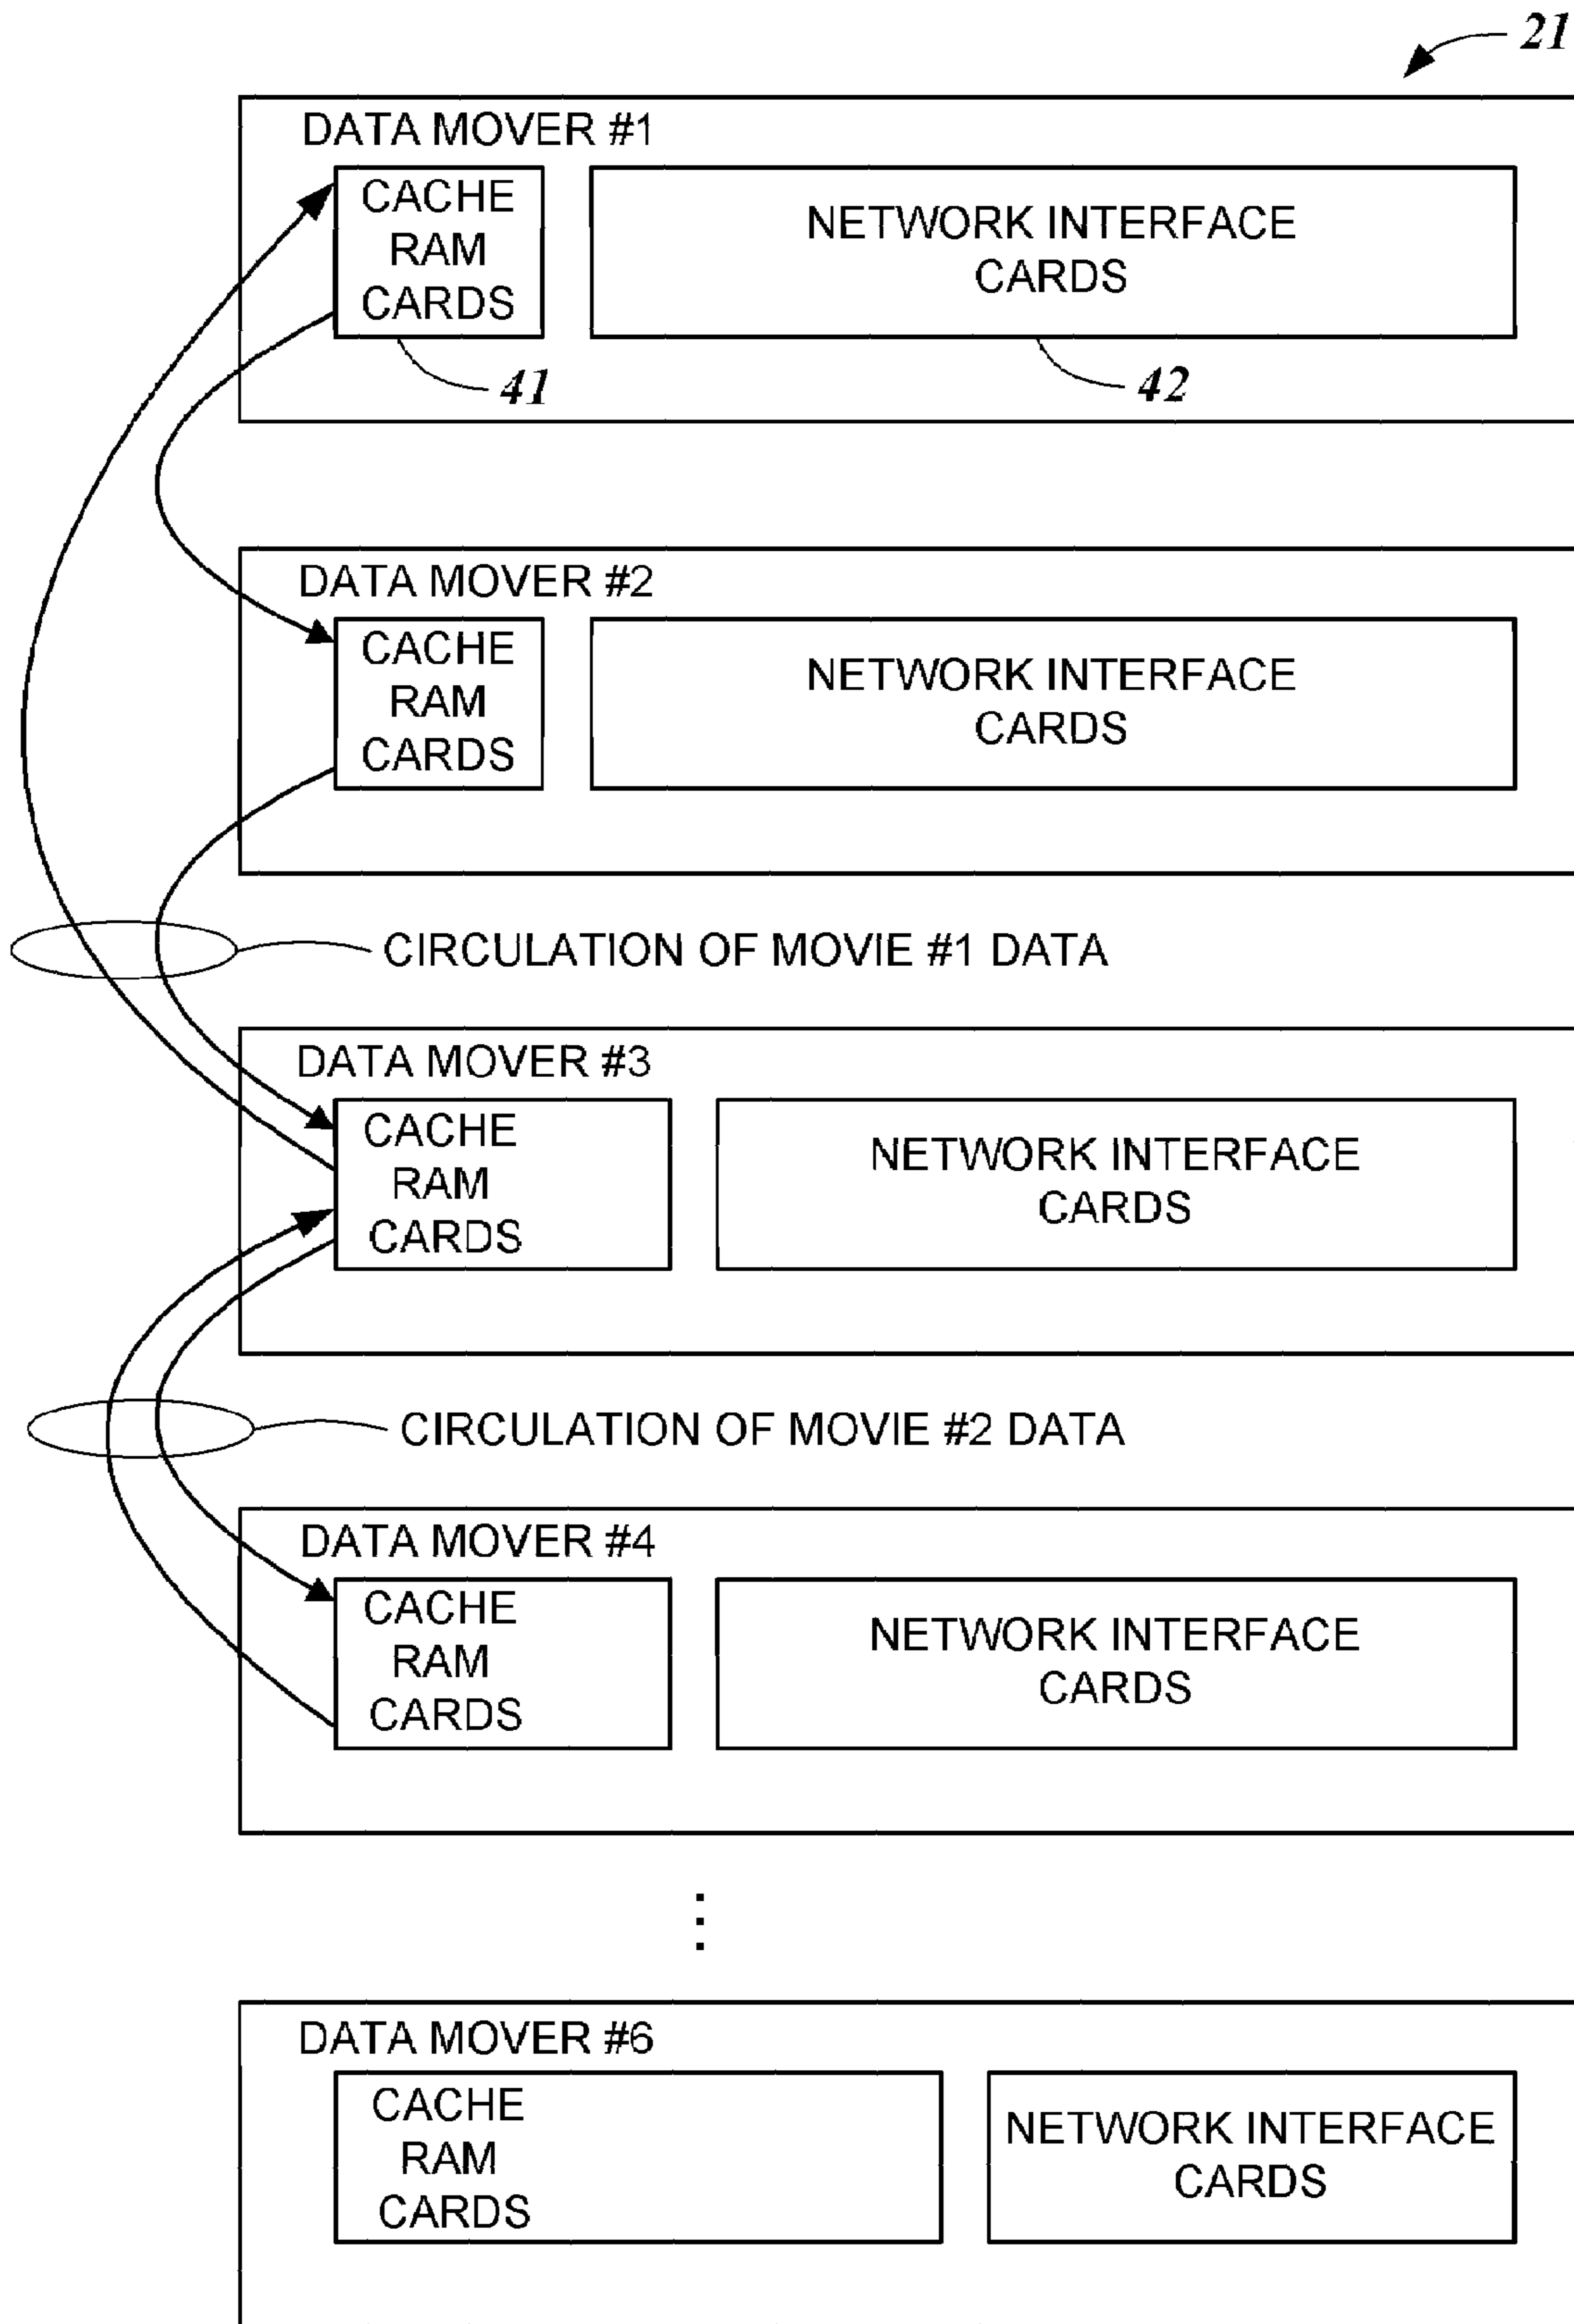 21
DATA MOVER #1
CACHE
RAM
CARDS
NETWORK INTERFACE
CARDS
41
42
DATA MOVER #2
CACHE
RAM
CARDS
NETWORK INTERFACE
CARDS
CIRCULATION OF MOVIE #1 DATA
DATA MOVER #3
CACHE
RAM
CARDS
NETWORK INTERFACE
CARDS
CIRCULATION OF MOVIE #2 DATA
DATA MOVER #4
CACHE
RAM
CARDS
NETWORK INTERFACE
CARDS
DATA MOVER #6
CACHE
RAM
CARDS
NETWORK INTERFACE
CARDS